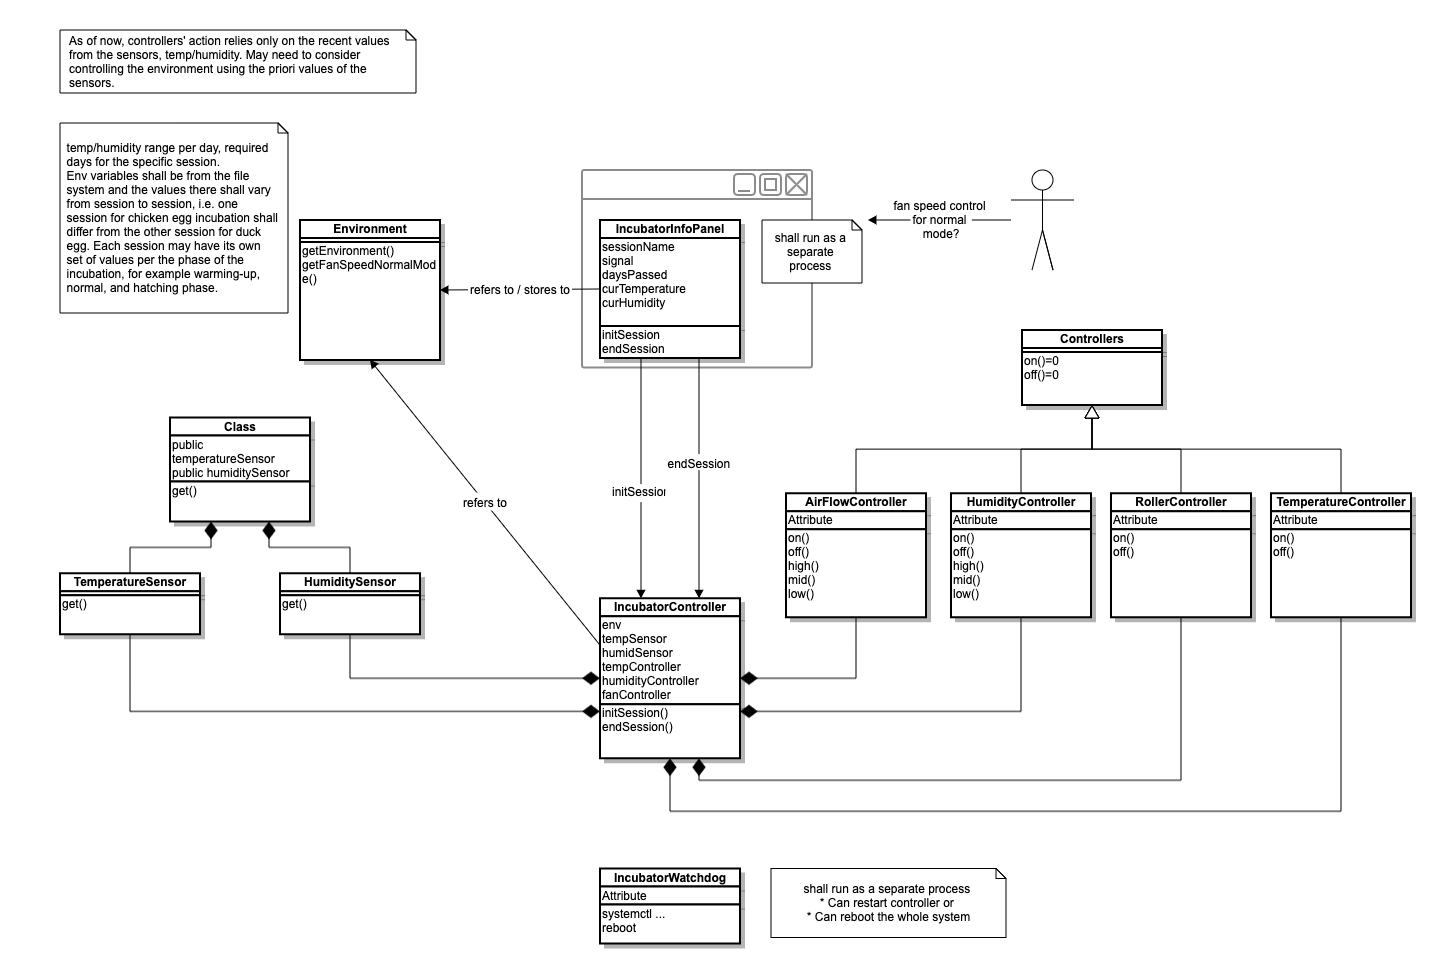 As of now, controllers' action relies only on the recent values
from the sensors, temp/humidity. May need to consider
controlling the environment using the priori values of the
sensors.
temp/humidity range per day, required
days for the specific session.
Env variables shall be from the file
system and the values there shall vary
from session to session, i.e. one
session for chicken egg incubation shall
differ from the other session for duck
egg. Each session may have its own
set of values per the phase of the
incubation, for example warming-up,
normal, and hatching phase.
Environment
getEnvironment()
getFanSpeedNormalMod
e()
refers to / stores to
IncubatorInfoPanel
sessionName
signal
daysPassed
curTemperature
curHumidity
initSession
endSession
shall run as a
separate
process
fan speed control
for normal
mode?
Controllers
on()=0
off()=0
Class
public
temperatureSensor
public humiditySensor
get()
refers to
initSession
endSession
AirFlowController
Attribute
on()
off()
high()
mid()
low()
HumidityController
Attribute
on()
off()
high()
mid()
low()
RollerController
Attribute
on()
off()
TemperatureController
Attribute
on()
off()
TemperatureSensor
get()
HumiditySensor
get()
IncubatorController
env
tempSensor
humidSensor
tempController
humidityController
fanController
initSession()
endSession()
IncubatorWatchdog
Attribute
systemctl ...
reboot
shall run as a separate process
* Can restart controller or
* Can reboot the whole system